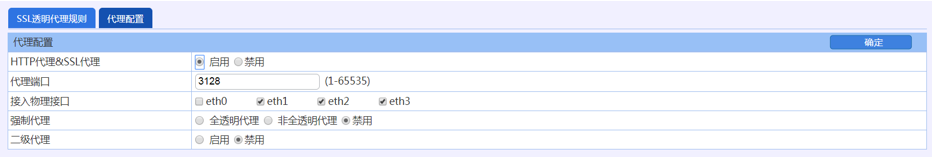 SSL透明代理规则 代理配置
代理配置 确定
HTTP代理&SSL代理 启用 禁用
代理端口 3128 (1-65535)
接入物理接口 eth0 eth1 eth2 eth3
强制代理 全透明代理 非全透明代理 禁用
二级代理 启用 禁用